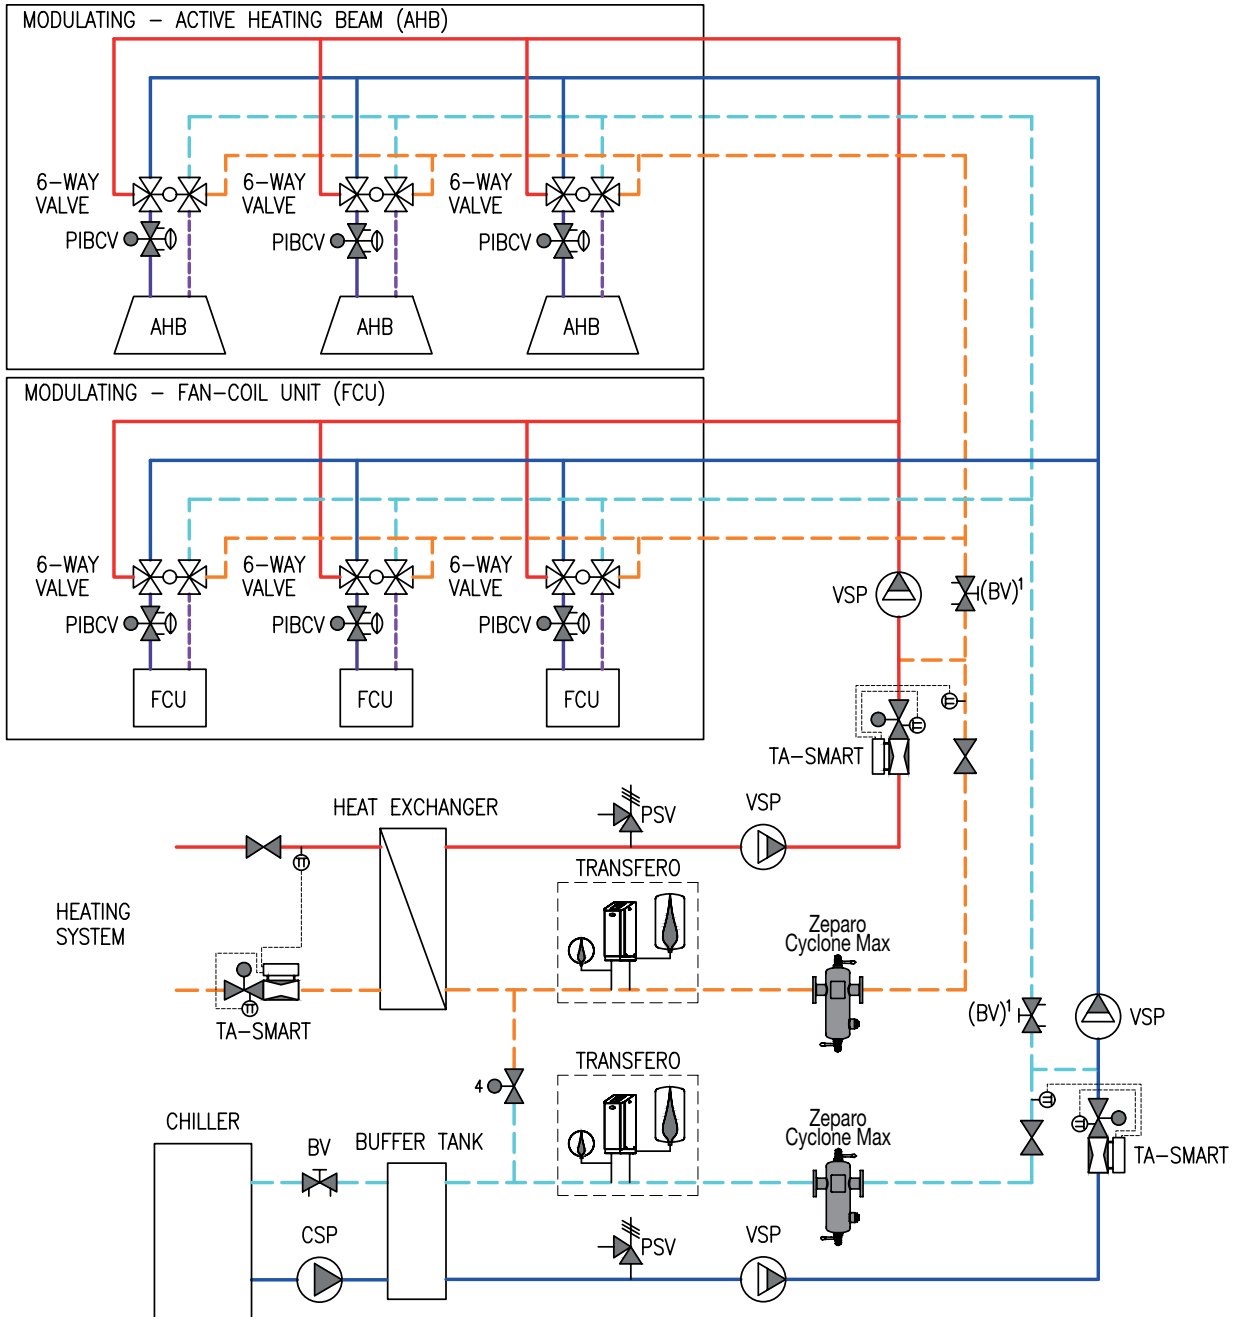 MODULATING – ACTIVE HEATING BEAM (AHB)
6–WAY
VALVE
6–WAY
VALVE
6–WAY
VALVE
PIBCV
PIBCV
PIBCV
AHB
AHB
AHB
MODULATING – FAN–COIL UNIT (FCU)
6–WAY
VALVE
6–WAY
VALVE
6–WAY
VALVE
VSP
(BV)¹
PIBCV
PIBCV
PIBCV
FCU
FCU
FCU
TA–SMART
HEAT EXCHANGER
PSV
VSP
TRANSFERO
HEATING
SYSTEM
Zeparo
Cyclone Max
TA–SMART
(BV)¹
VSP
TRANSFERO
4
CHILLER
BV
BUFFER TANK
Zeparo
Cyclone Max
TA–SMART
CSP
PSV
VSP